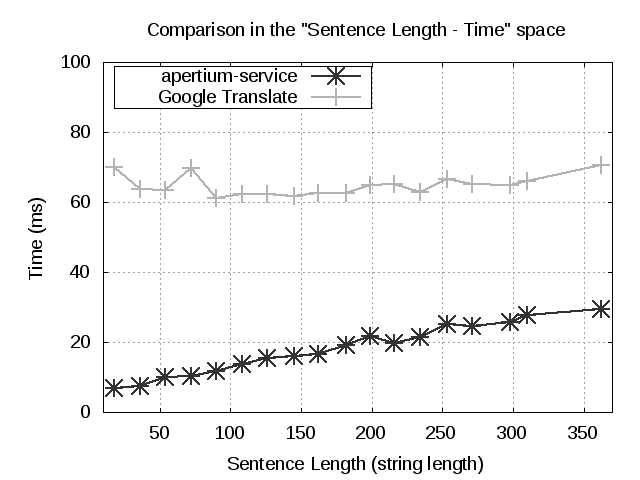 Comparison in the "Sentence Length - Time" space
100
80
60
40
20
0
Time (ms)
apertium-service
Google Translate
50 100 150 200 250 300 350
Sentence Length (string length)